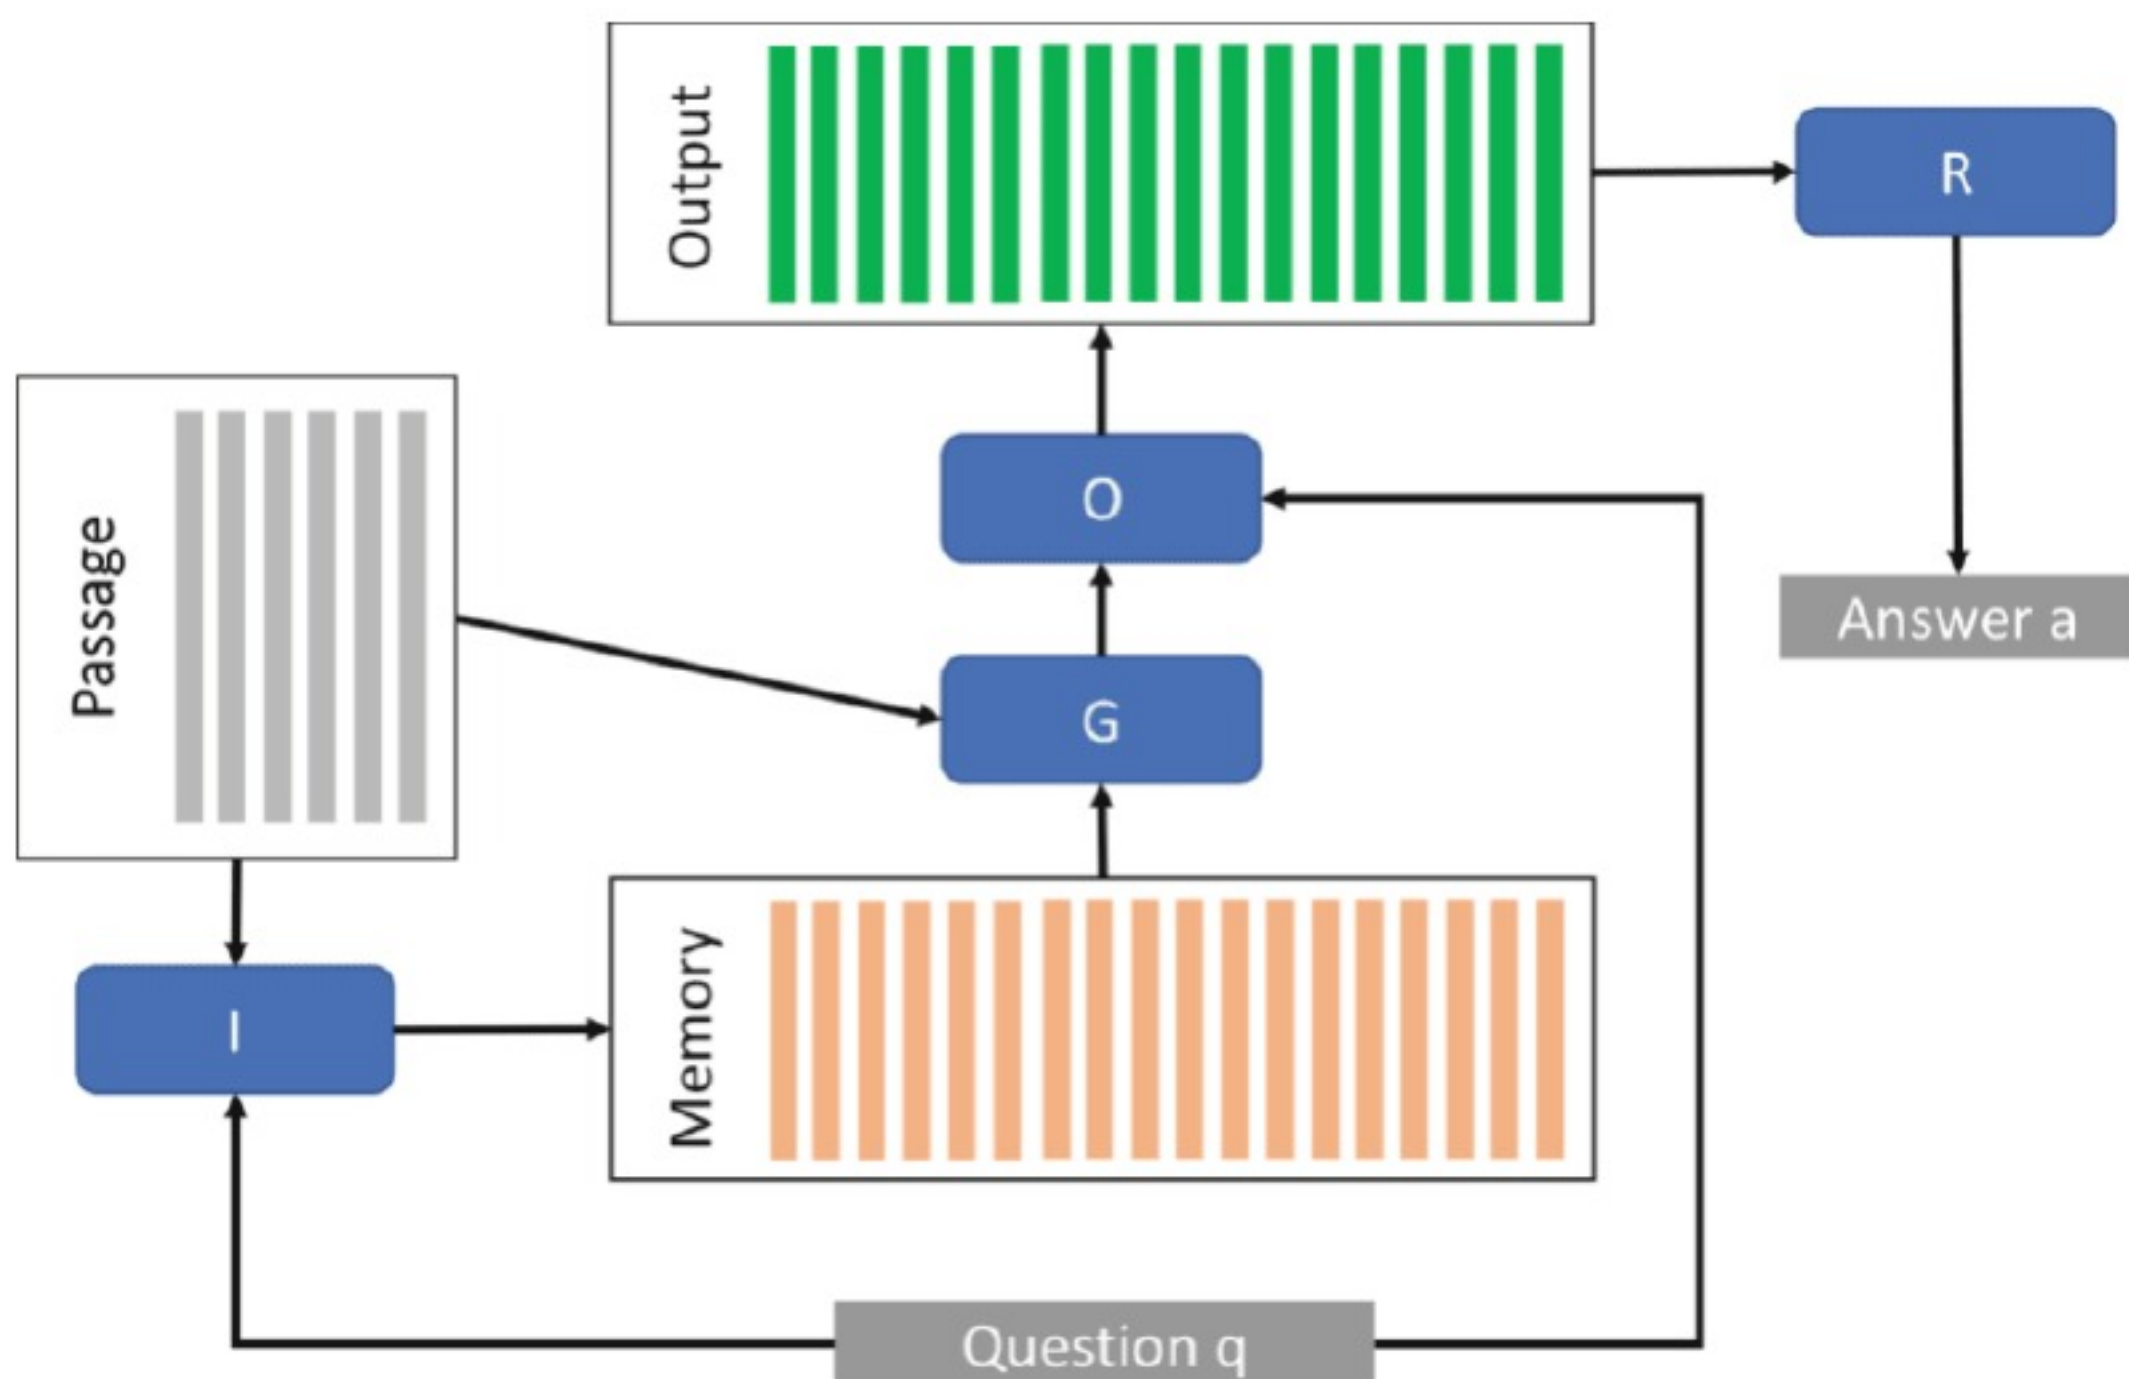 Output
R
Passage
O
Answer a
G
I
Memory
Question q